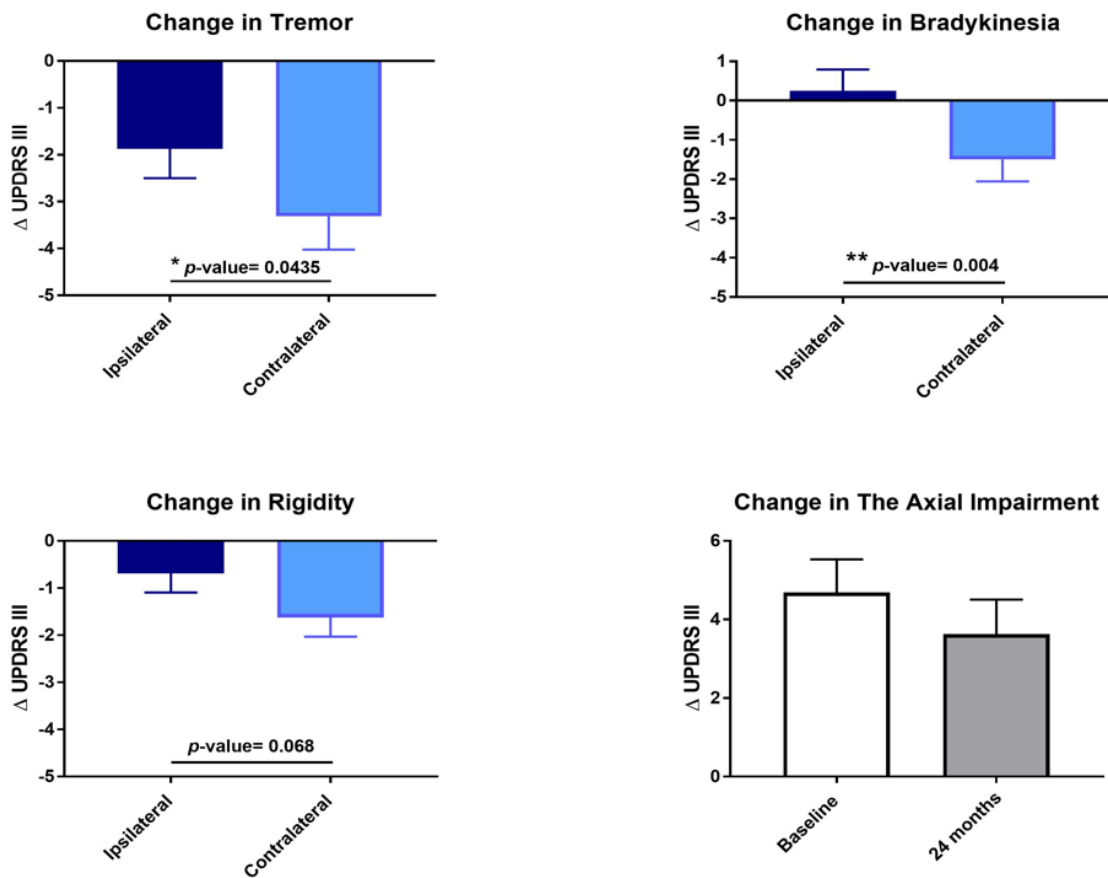 Change in Tremor
0
-1
-2
-3
-4
-5
Δ UPDRS III
* p-value= 0.0435
Ipsilateral
Contralateral
Change in Bradykinesia
1
0
-1
-2
-3
-4
-5
Δ UPDRS III
** p-value= 0.004
Ipsilateral
Contralateral
Change in Rigidity
0
-1
-2
-3
-4
-5
Δ UPDRS III
p-value= 0.068
Ipsilateral
Contralateral
Change in The Axial Impairment
6
4
2
0
Δ UPDRS III
Baseline
24 months